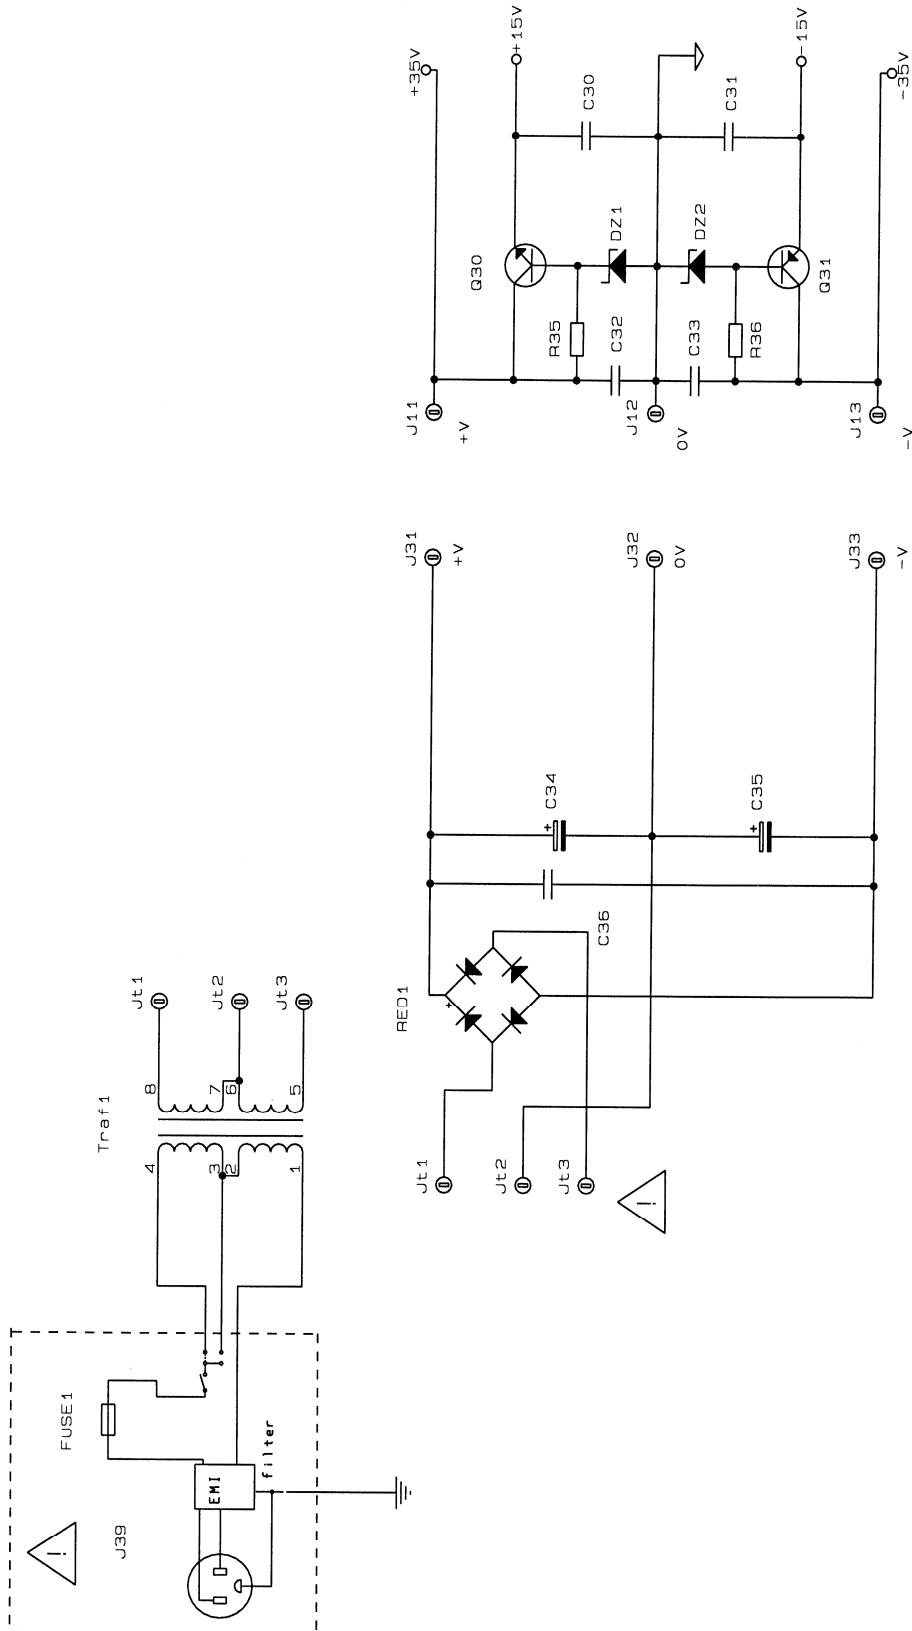 +35V
+15V
-15V
-35V
C30
C31
DZ1
DZ2
Q30
Q31
R35
C32
C33
R36
J11
+V
J12
0V
J13
-V
J31
+V
J32
0V
J33
-V
C34
+
C35
+
C36
RED1
+
Jt1
Jt2
Jt3
!
Traf1
Jt1
Jt2
Jt3
8
7
6
5
4
3
2
1
FUSE1
EMI
filter
J39
!